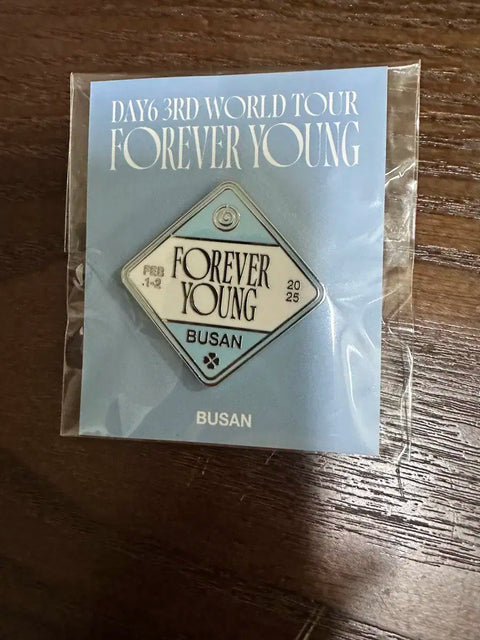 DAY6 3RD WORLD TOUR
FOREVER YOUNG
FEB
.1-2
FOREVER
YOUNG
20
25
BUSAN
BUSAN